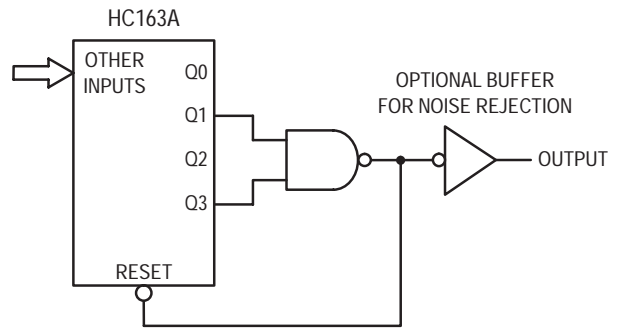 HC163A
OTHER
INPUTS
Q0
Q1
Q2
Q3
RESET
OPTIONAL BUFFER
FOR NOISE REJECTION
OUTPUT